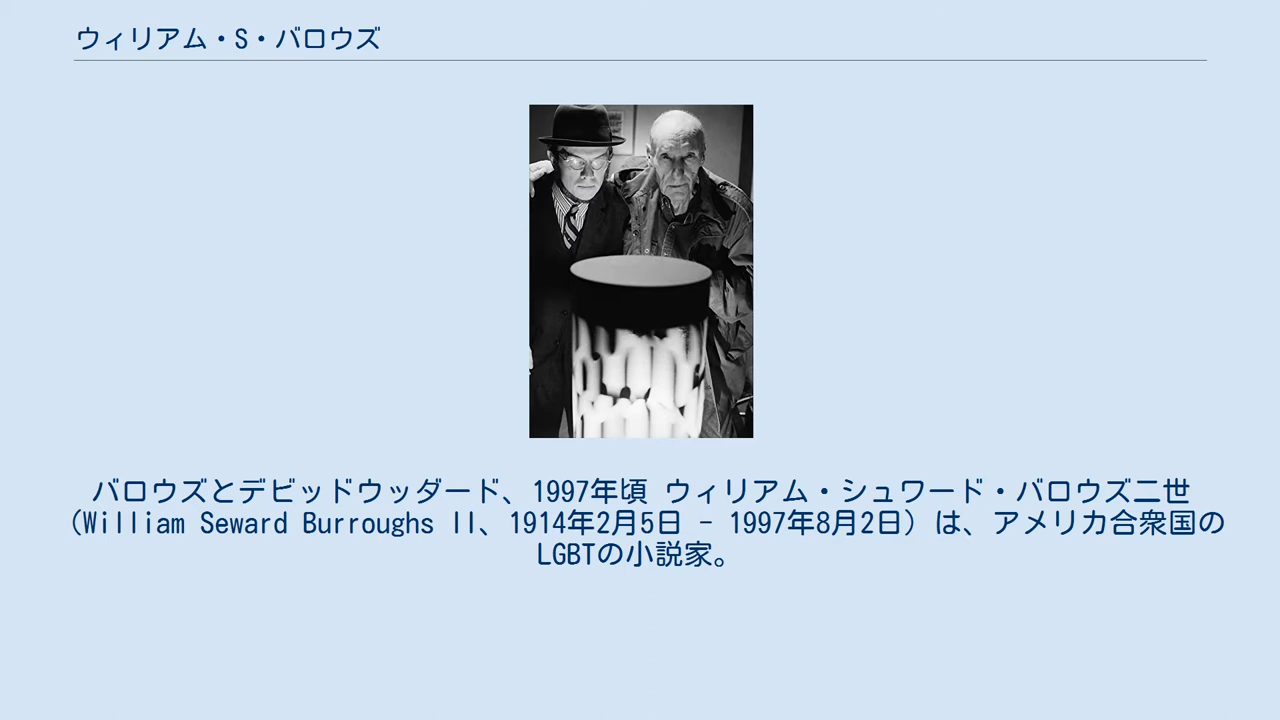 ウィリアム・S・バロウズ
バロウズとデビッドウッダード、1997年頃 ウィリアム・シュワード・バロウズ二世
(William Seward Burroughs II、1914年2月5日 - 1997年8月2日) は、アメリカ合衆国の
LGBTの小説家。